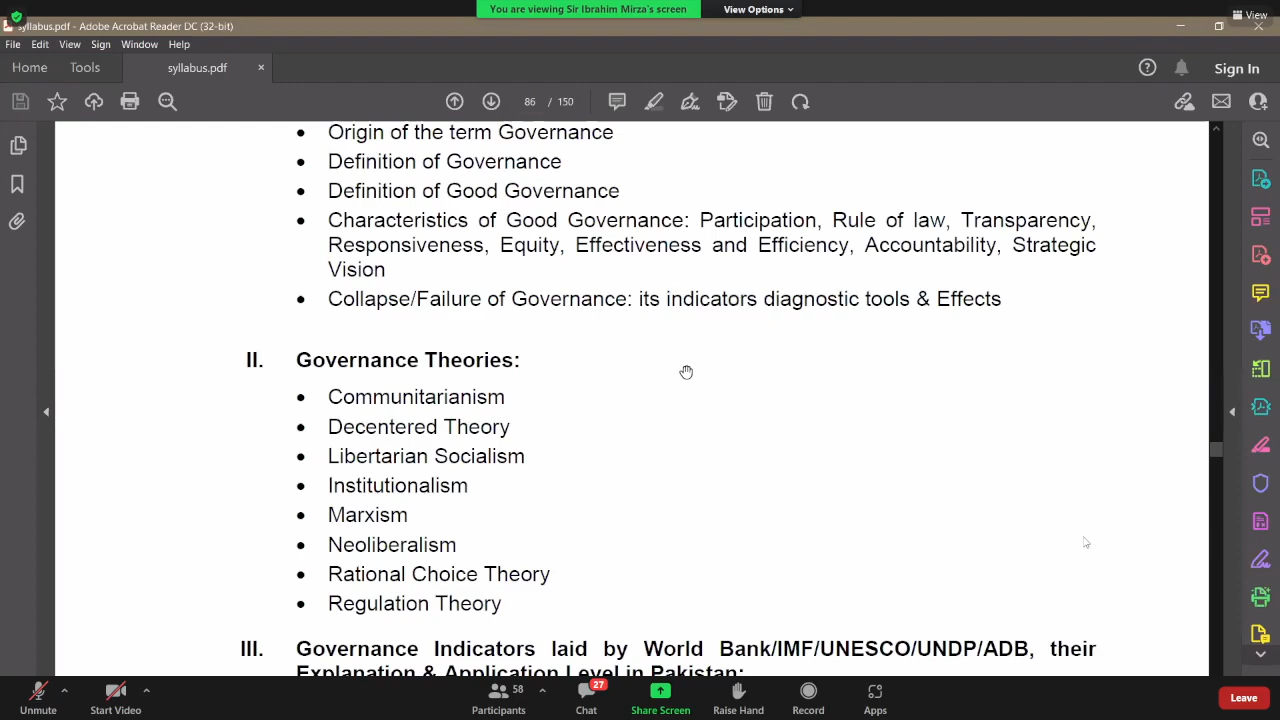 You are viewing Sir Ibrahim Mirza's screen
View Options
View
syllabus.pdf - Adobe Acrobat Reader DC (32-bit)
File Edit View Sign Window Help
Home Tools syllabus.pdf × Sign In
86 / 150
• Origin of the term Governance
• Definition of Governance
• Definition of Good Governance
• Characteristics of Good Governance: Participation, Rule of law, Transparency,
Responsiveness, Equity, Effectiveness and Efficiency, Accountability, Strategic
Vision
• Collapse/Failure of Governance: its indicators diagnostic tools & Effects
II. Governance Theories:
• Communitarianism
• Decentered Theory
• Libertarian Socialism
• Institutionalism
• Marxism
• Neoliberalism
• Rational Choice Theory
• Regulation Theory
III. Governance Indicators laid by World Bank/IMF/UNESCO/UNDP/ADB, their
Explanation & Application Level in Pakistan:
58 27
Unmute Start Video Participants Chat Share Screen Raise Hand Record Apps Leave